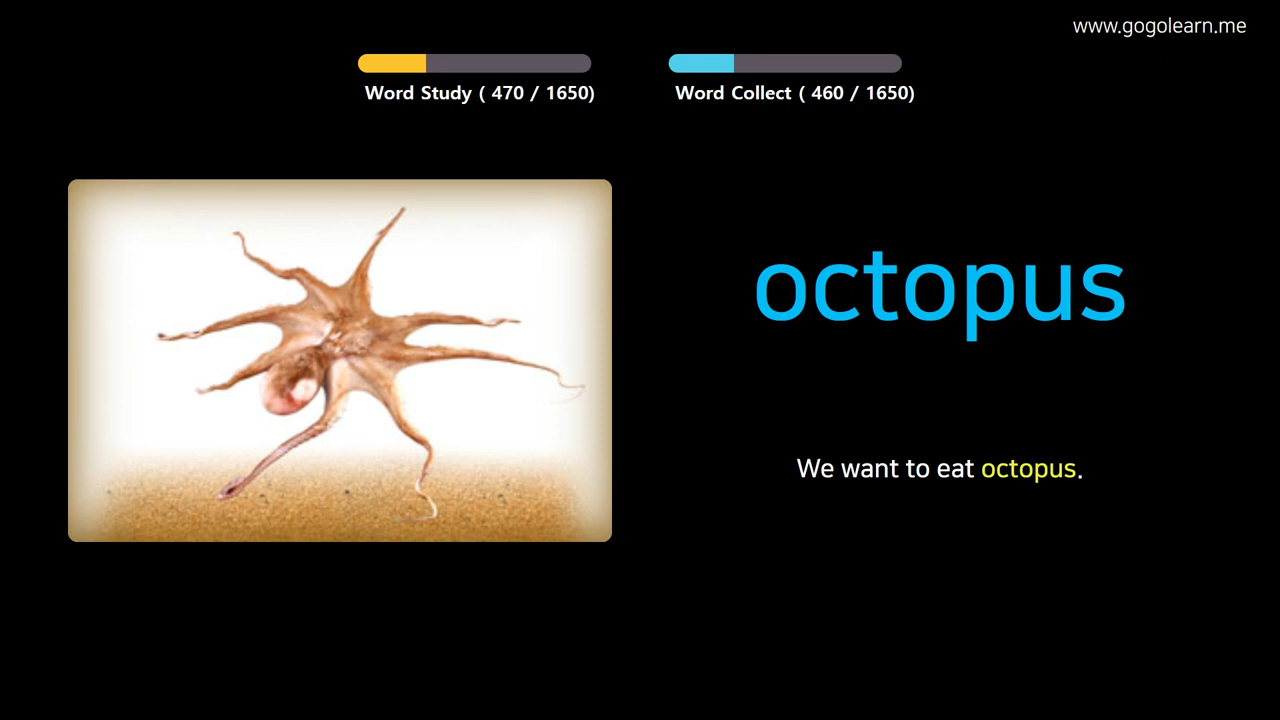 www.gogolearn.me
Word Study ( 470 / 1650)
Word Collect ( 460 / 1650)
octopus
We want to eat octopus.